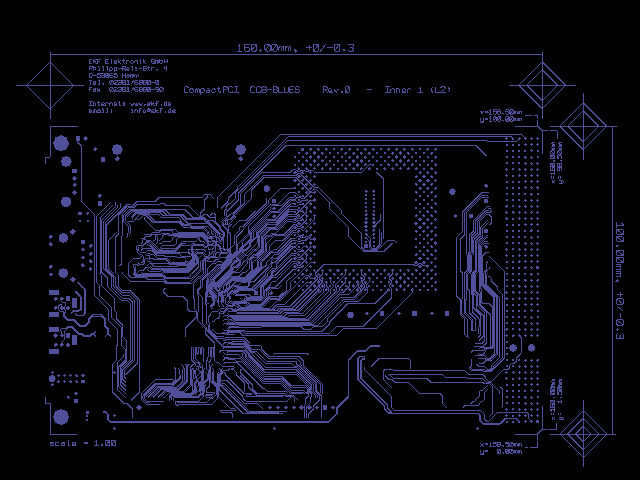 160.00mm, +0/-0.3
EKF Elektronik GmbH
Philipp-Reis-Str. 4
D-59065 Hamm
Tel. 02381/6890-0
Fax 02381/6890-90
Internet: www.ekf.de
email: info@ekf.de
CompactPCI CC8-BLUES Rev.0 - Inner 1 (L2)
x=158.50mm
y=100.00mm
x=160.00mm
y= 98.50mm
100.00mm, +0/-0.3
x=160.00mm
y= 1.50mm
x=158.50mm
y= 0.00mm
scale = 1.00